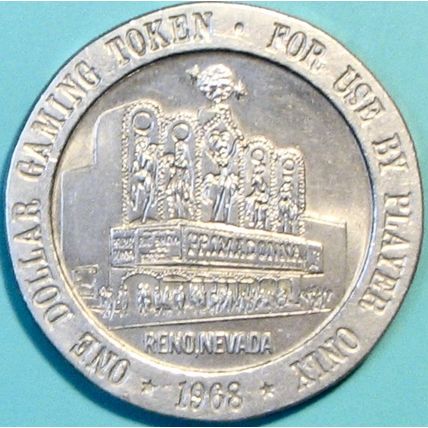 ONE DOLLAR GAMING TOKEN • FOR USE BY PLAYER ONLY
PRIMADONNA
RENO, NEVADA
★ 1968 ★